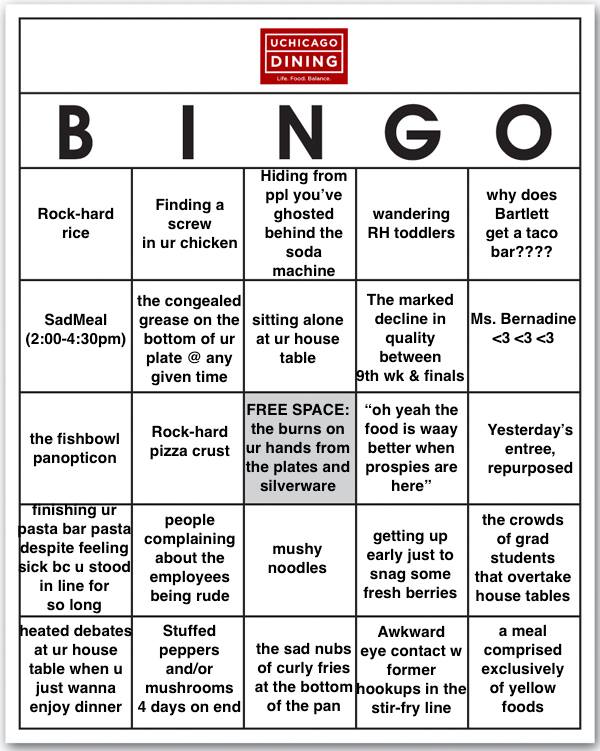 UCHICAGO
DINING
Life. Food. Balance.
B I N G O
Rock-hard
rice
Finding a
screw
in ur chicken
Hiding from
ppl you've
ghosted
behind the
soda
machine
wandering
RH toddlers
why does
Bartlett
get a taco
bar????
SadMeal
(2:00-4:30pm)
the congealed
grease on the
bottom of ur
plate @ any
given time
sitting alone
at ur house
table
The marked
decline in
quality
between
9th wk & finals
Ms. Bernadine
<3 <3 <3
the fishbowl
panopticon
Rock-hard
pizza crust
FREE SPACE:
the burns on
ur hands from
the plates and
silverware
“oh yeah the
food is waay
better when
prospies are
here”
Yesterday's
entree,
repurposed
finishing ur
pasta bar pasta
despite feeling
sick bc u stood
in line for
so long
people
complaining
about the
employees
being rude
mushy
noodles
getting up
early just to
snag some
fresh berries
the crowds
of grad
students
that overtake
house tables
heated debates
at ur house
table when u
just wanna
enjoy dinner
Stuffed
peppers
and/or
mushrooms
4 days on end
the sad nubs
of curly fries
at the bottom
of the pan
Awkward
eye contact w
former
hookups in the
stir-fry line
a meal
comprised
exclusively
of yellow
foods